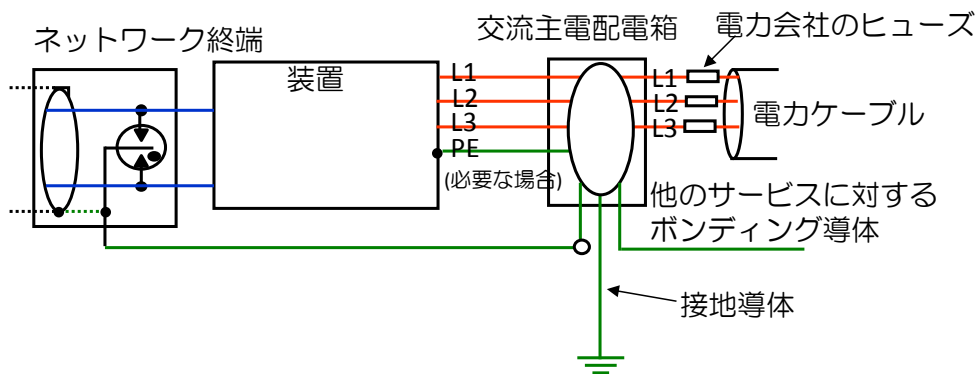 ネットワーク終端
装置
交流主電配電箱
電力会社のヒューズ
L1
L2
L3
PE
(必要な場合)
L1
L2
L3
電力ケーブル
他のサービスに対する
ボンディング導体
接地導体